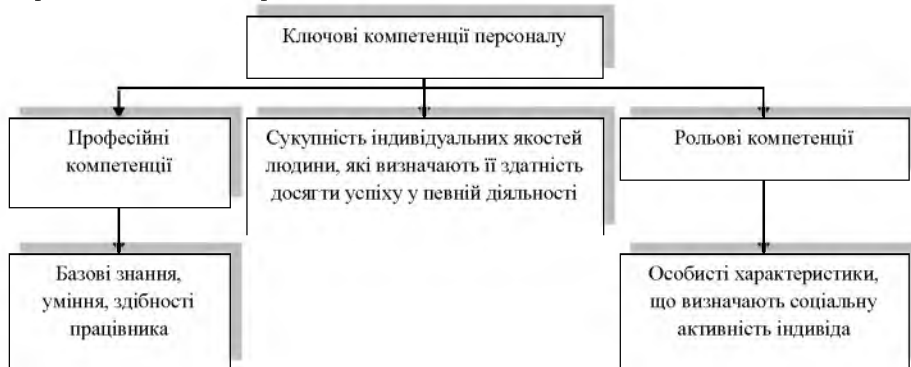 Ключові компетенції персоналу
Професійні
компетенції
Сукупність індивідуальних якостей
людини, які визначають її здатність
досягти успіху у певній діяльності
Рольові компетенції
Базові знання,
уміння, здібності
працівника
Особисті характеристики,
що визначають соціальну
активність індивіда